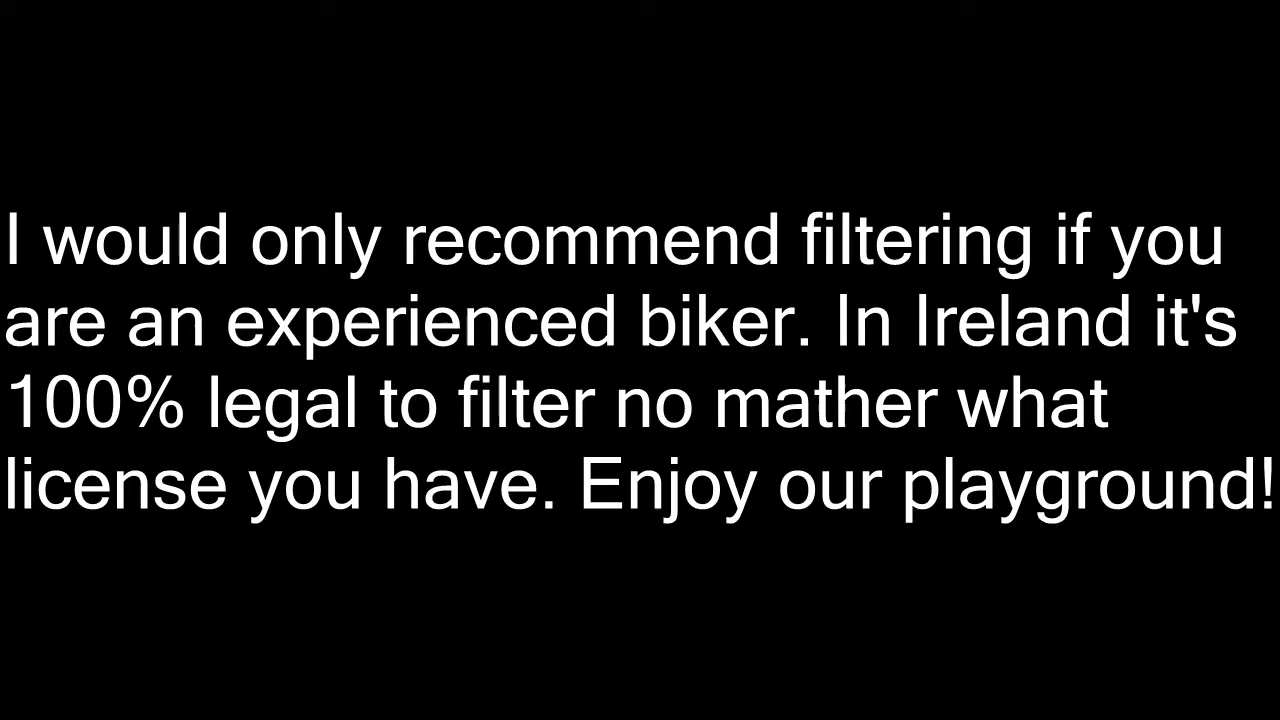 I would only recommend filtering if you
are an experienced biker. In Ireland it's
100% legal to filter no mather what
license you have. Enjoy our playground!